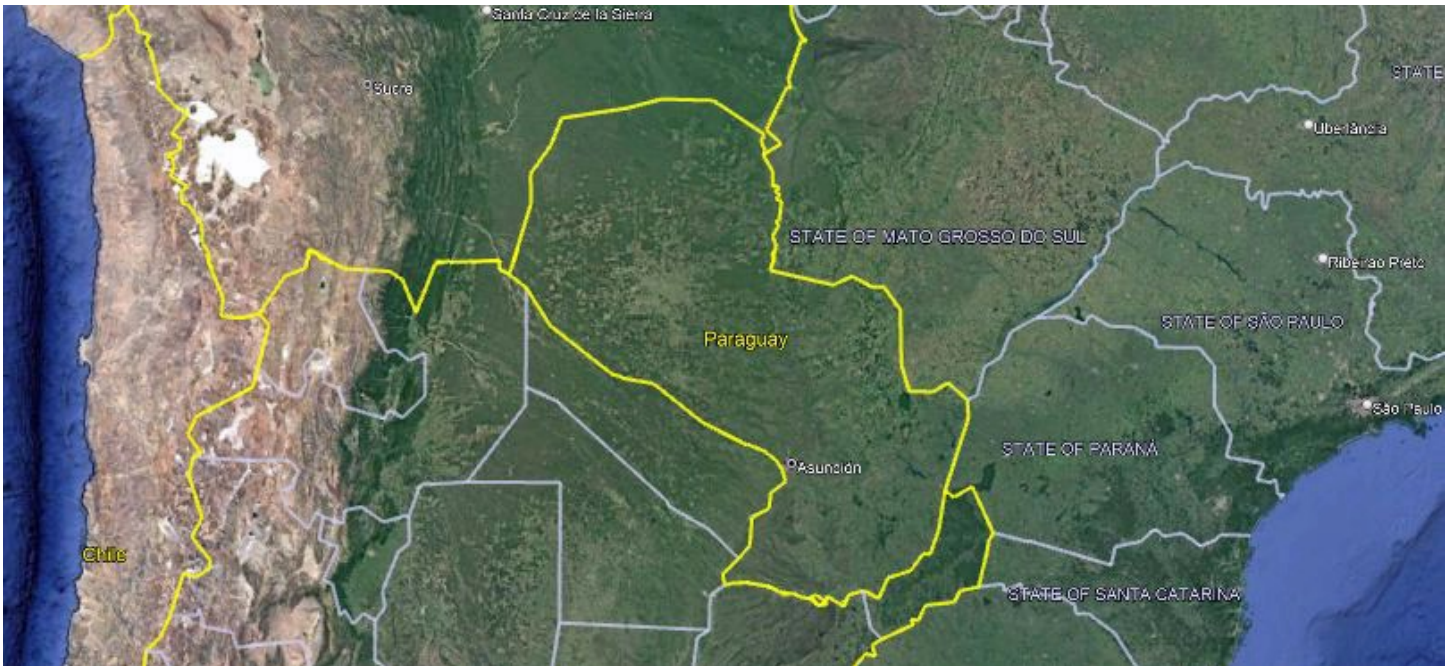 Santa Cruz de la Sierra
STATE
Sucre
Uberlândia
STATE OF MATO GROSSO DO SUL
Ribeirao Preto
STATE OF SÃO PAULO
Paraguay
São Paulo
STATE OF PARANÁ
Asunción
Chile
STATE OF SANTA CATARINA